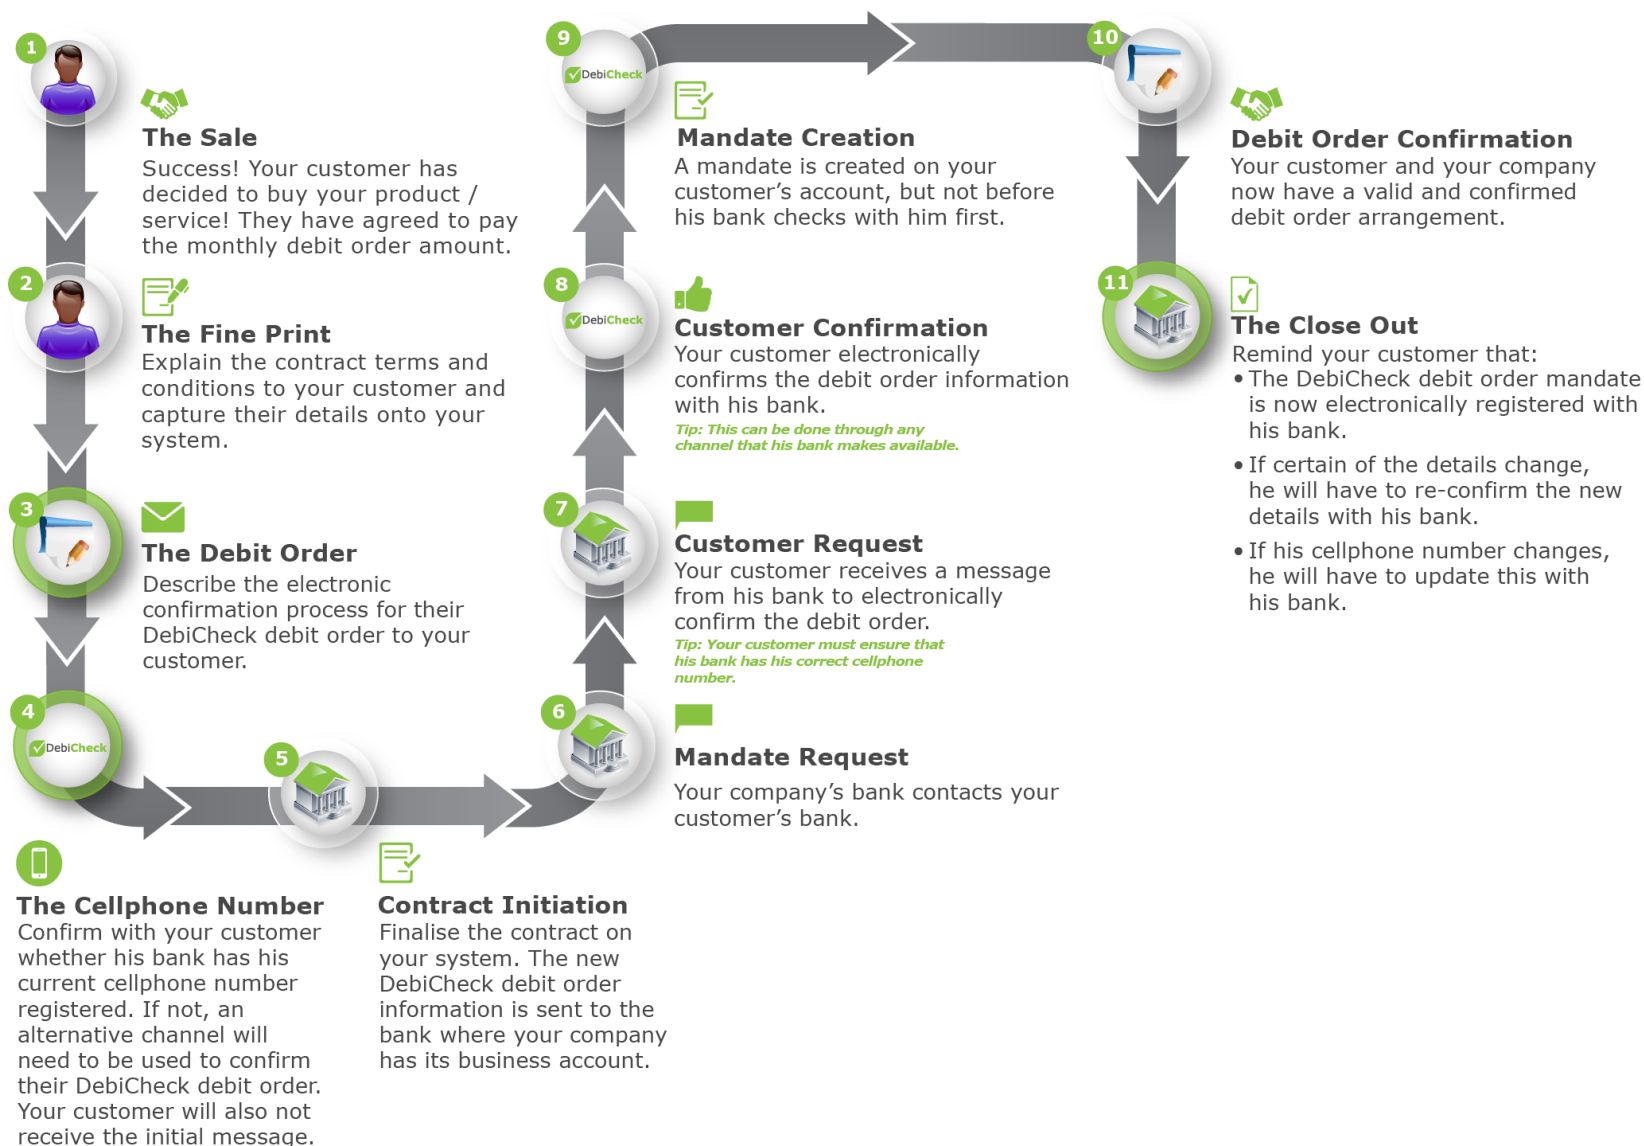 1
The Sale
Success! Your customer has
decided to buy your product /
service! They have agreed to pay
the monthly debit order amount.
2
The Fine Print
Explain the contract terms and
conditions to your customer and
capture their details onto your
system.
3
The Debit Order
Describe the electronic
confirmation process for their
DebiCheck debit order to your
customer.
4
DebiCheck
The Cellphone Number
Confirm with your customer
whether his bank has his
current cellphone number
registered. If not, an
alternative channel will
need to be used to confirm
their DebiCheck debit order.
Your customer will also not
receive the initial message.
5
Contract Initiation
Finalise the contract on
your system. The new
DebiCheck debit order
information is sent to the
bank where your company
has its business account.
6
Mandate Request
Your company’s bank contacts your
customer’s bank.
7
Customer Request
Your customer receives a message
from his bank to electronically
confirm the debit order.
Tip: Your customer must ensure that
his bank has his correct cellphone
number.
8
DebiCheck
Customer Confirmation
Your customer electronically
confirms the debit order information
with his bank.
Tip: This can be done through any
channel that his bank makes available.
9
DebiCheck
Mandate Creation
A mandate is created on your
customer’s account, but not before
his bank checks with him first.
10
Debit Order Confirmation
Your customer and your company
now have a valid and confirmed
debit order arrangement.
11
The Close Out
Remind your customer that:
• The DebiCheck debit order mandate
is now electronically registered with
his bank.
• If certain of the details change,
he will have to re-confirm the new
details with his bank.
• If his cellphone number changes,
he will have to update this with
his bank.